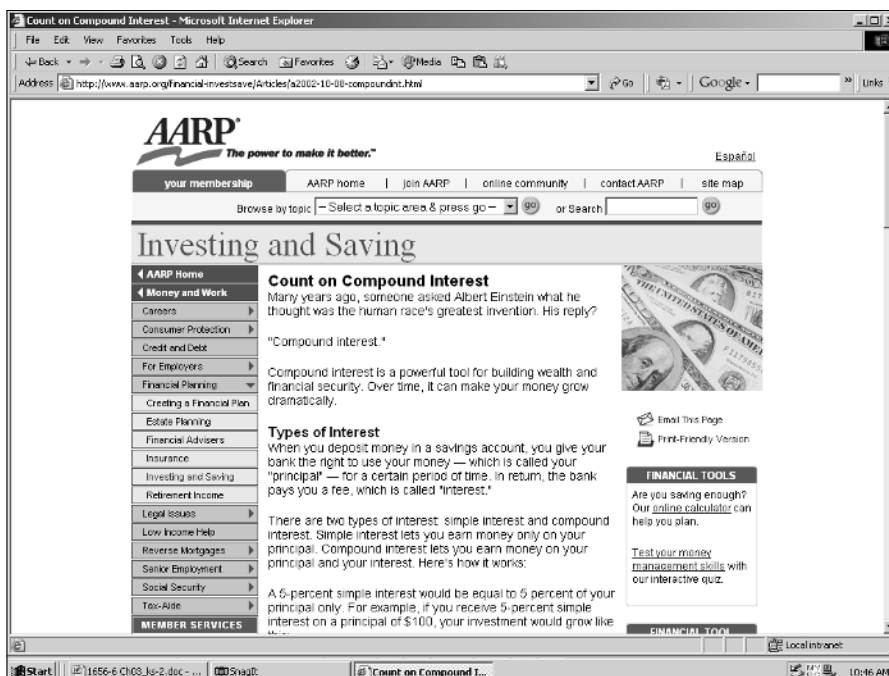 Count on Compound Interest - Microsoft Internet Explorer
File Edit View Favorites Tools Help
Back Search Favorites Media
Address http://www.aarp.org/financial-investsave/Articles/a2002-10-08-compoundint.html Go Google Links
AARP
The power to make it better.™
Español
your membership AARP home | join AARP | online community | contact AARP | site map
Browse by topic -- Select a topic area & press go -- go or Search go
Investing and Saving
AARP Home
Money and Work
Careers
Consumer Protection
Credit and Debt
For Employers
Financial Planning
Creating a Financial Plan
Estate Planning
Financial Advisers
Insurance
Investing and Saving
Retirement Income
Legal Issues
Low Income Help
Reverse Mortgages
Senior Employment
Social Security
Tax-Aide
MEMBER SERVICES
Count on Compound Interest
Many years ago, someone asked Albert Einstein what he
thought was the human race's greatest invention. His reply?
"Compound interest."
Compound interest is a powerful tool for building wealth and
financial security. Over time, it can make your money grow
dramatically.
Types of Interest
When you deposit money in a savings account, you give your
bank the right to use your money — which is called your
"principal" — for a certain period of time. In return, the bank
pays you a fee, which is called "interest."
There are two types of interest: simple interest and compound
interest. Simple interest lets you earn money only on your
principal. Compound interest lets you earn money on your
principal and your interest. Here's how it works:
A 5-percent simple interest would be equal to 5 percent of your
principal only. For example, if you receive 5-percent simple
interest on a principal of $100, your investment would grow like
THE UNITED STATES OF AMERICA
Email This Page
Print-Friendly Version
FINANCIAL TOOLS
Are you saving enough?
Our online calculator can
help you plan.
Test your money
management skills with
our interactive quiz.
FINANCIAL TOOL
Local intranet
Start 1656-6 Ch03_ks-2.doc - ... SnagIt Count on Compound I... 10:46 AM